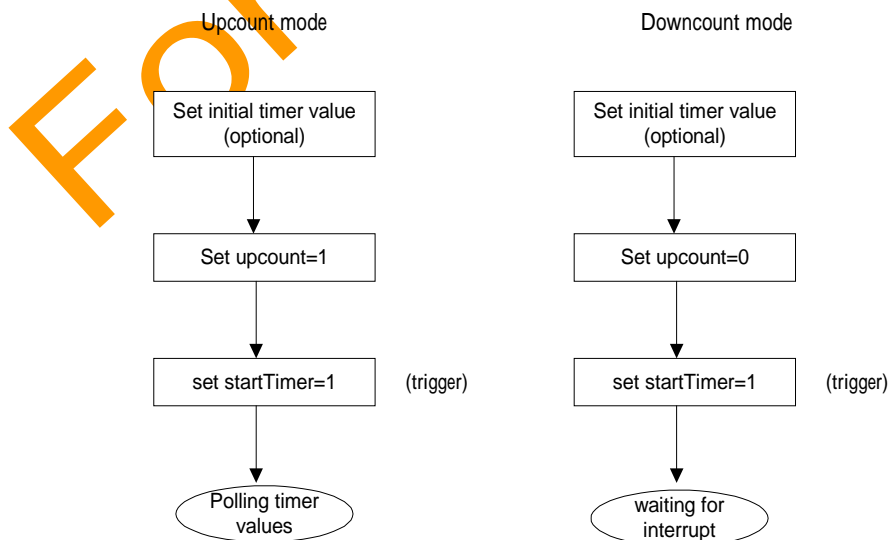 Upcount mode
Set initial timer value
(optional)
Set upcount=1
set startTimer=1
(trigger)
Polling timer
values
Downcount mode
Set initial timer value
(optional)
Set upcount=0
set startTimer=1
(trigger)
waiting for
interrupt
For